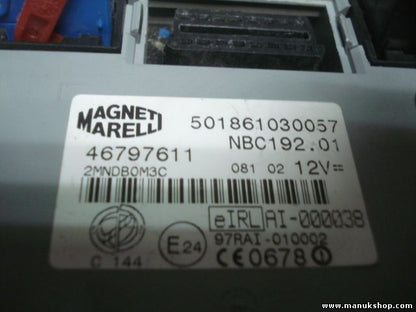 MAGNETI
MARELLI
501861030057
NBC192.01
46797611
2MNDB0M3C
081 02 12V
eIRL AI-000038
97RAI-010002
C 144
E24
CE0678
www.manukshop.com